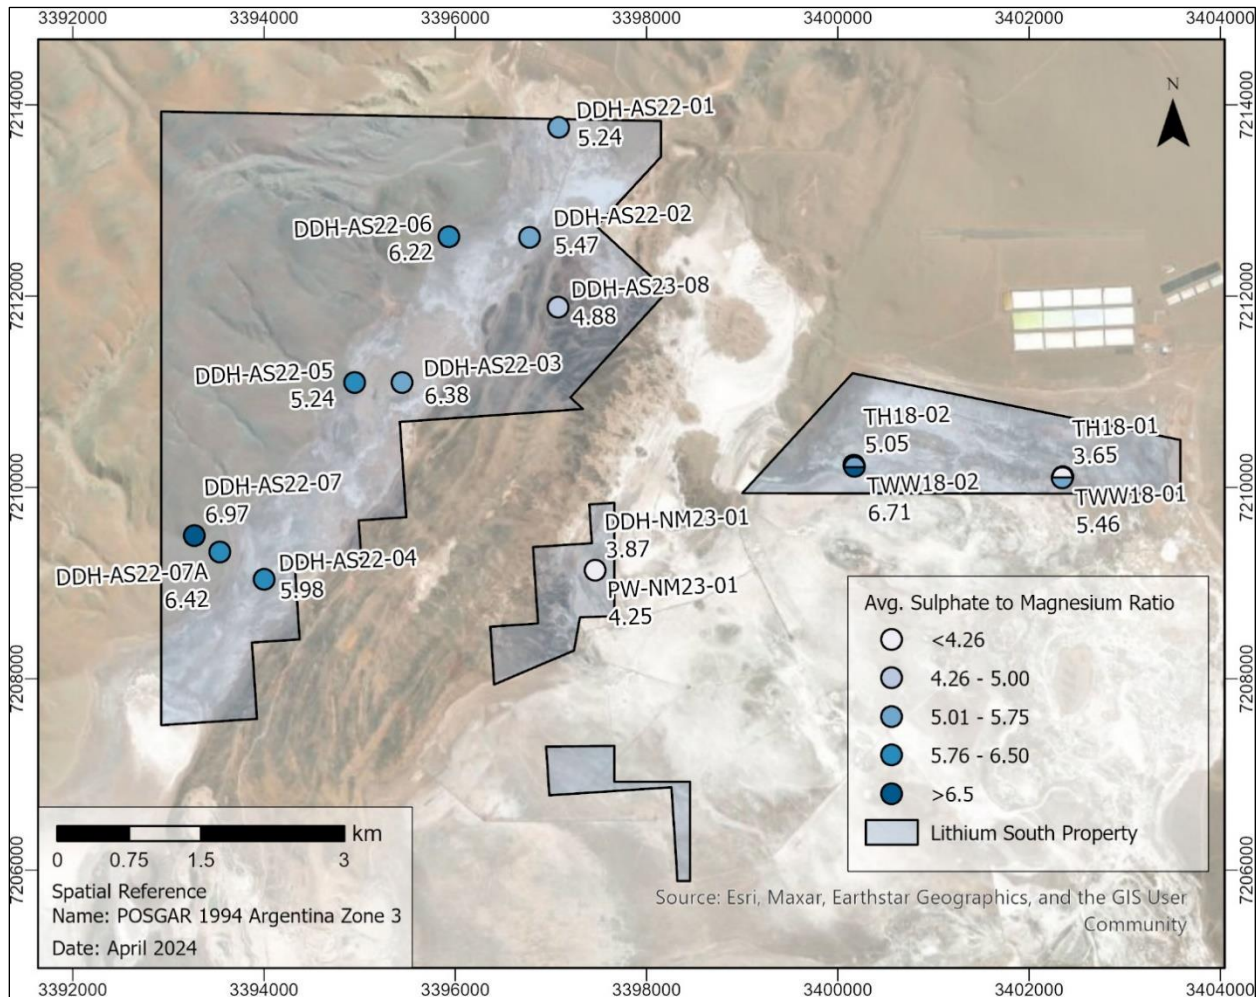 3392000
3394000
3396000
3398000
3400000
3402000
3404000
7214000
7212000
7210000
7208000
7206000
N
DDH-AS22-01
5.24
DDH-AS22-06
6.22
DDH-AS22-02
5.47
DDH-AS23-08
4.88
DDH-AS22-05
5.24
DDH-AS22-03
6.38
TH18-02
5.05
TH18-01
3.65
TWW18-02
6.71
TWW18-01
5.46
DDH-AS22-07
6.97
DDH-AS22-07A
6.42
DDH-AS22-04
5.98
DDH-NM23-01
3.87
PW-NM23-01
4.25
Avg. Sulphate to Magnesium Ratio
<4.26
4.26 - 5.00
5.01 - 5.75
5.76 - 6.50
>6.5
Lithium South Property
km
0 0.75 1.5 3
Spatial Reference
Name: POSGAR 1994 Argentina Zone 3
Date: April 2024
Source: Esri, Maxar, Earthstar Geographics, and the GIS User
Community
7214000
7212000
7210000
7208000
7206000
3392000
3394000
3396000
3398000
3400000
3402000
3404000